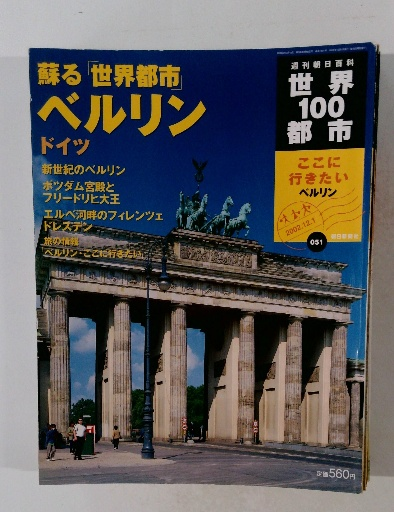 蘇る「世界都市」
ベルリン
ドイツ
新世紀のベルリン
ポツダム宮殿と
フリードリヒ大王
エルベ河畔のフィレンツェ
ドレスデン
旅の情報
「ベルリン・ここに行きたい」
週刊朝日百科
世界
100
都市
ここに
行きたい
ベルリン
2002.12.1
051
定価560円